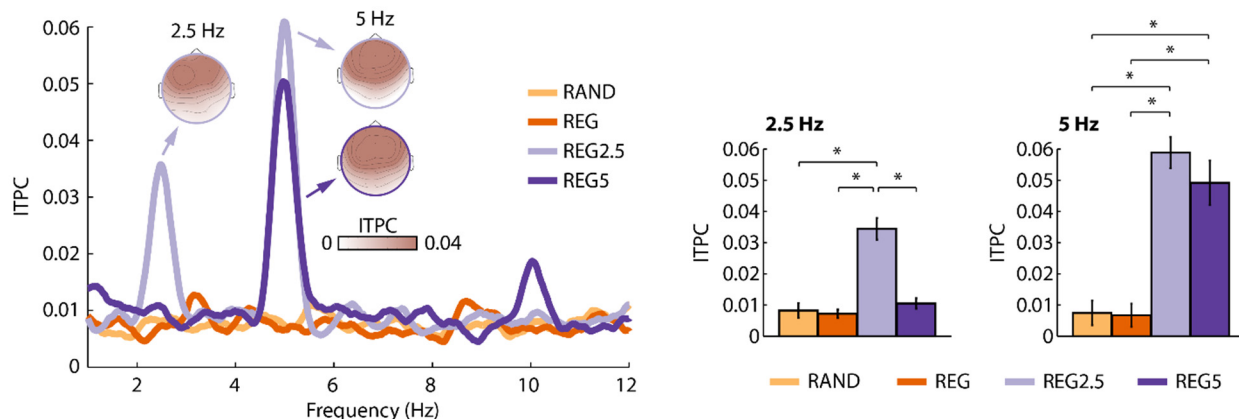 0.06
0.05
0.04
0.03
0.02
0.01
0
ITPC
2 4 6 8 10 12
Frequency (Hz)
2.5 Hz
5 Hz
RAND
REG
REG2.5
REG5
ITPC
0 0.04
2.5 Hz
* * *
0.06
0.05
0.04
0.03
0.02
0.01
0
ITPC
5 Hz
* * * *
0.06
0.05
0.04
0.03
0.02
0.01
0
ITPC
RAND REG REG2.5 REG5